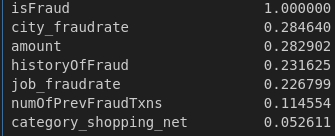 isFraud 1.000000
city_fraudrate 0.284640
amount 0.282902
historyOfFraud 0.231625
job_fraudrate 0.226799
numOfPrevFraudTxns 0.114554
category_shopping_net 0.052611